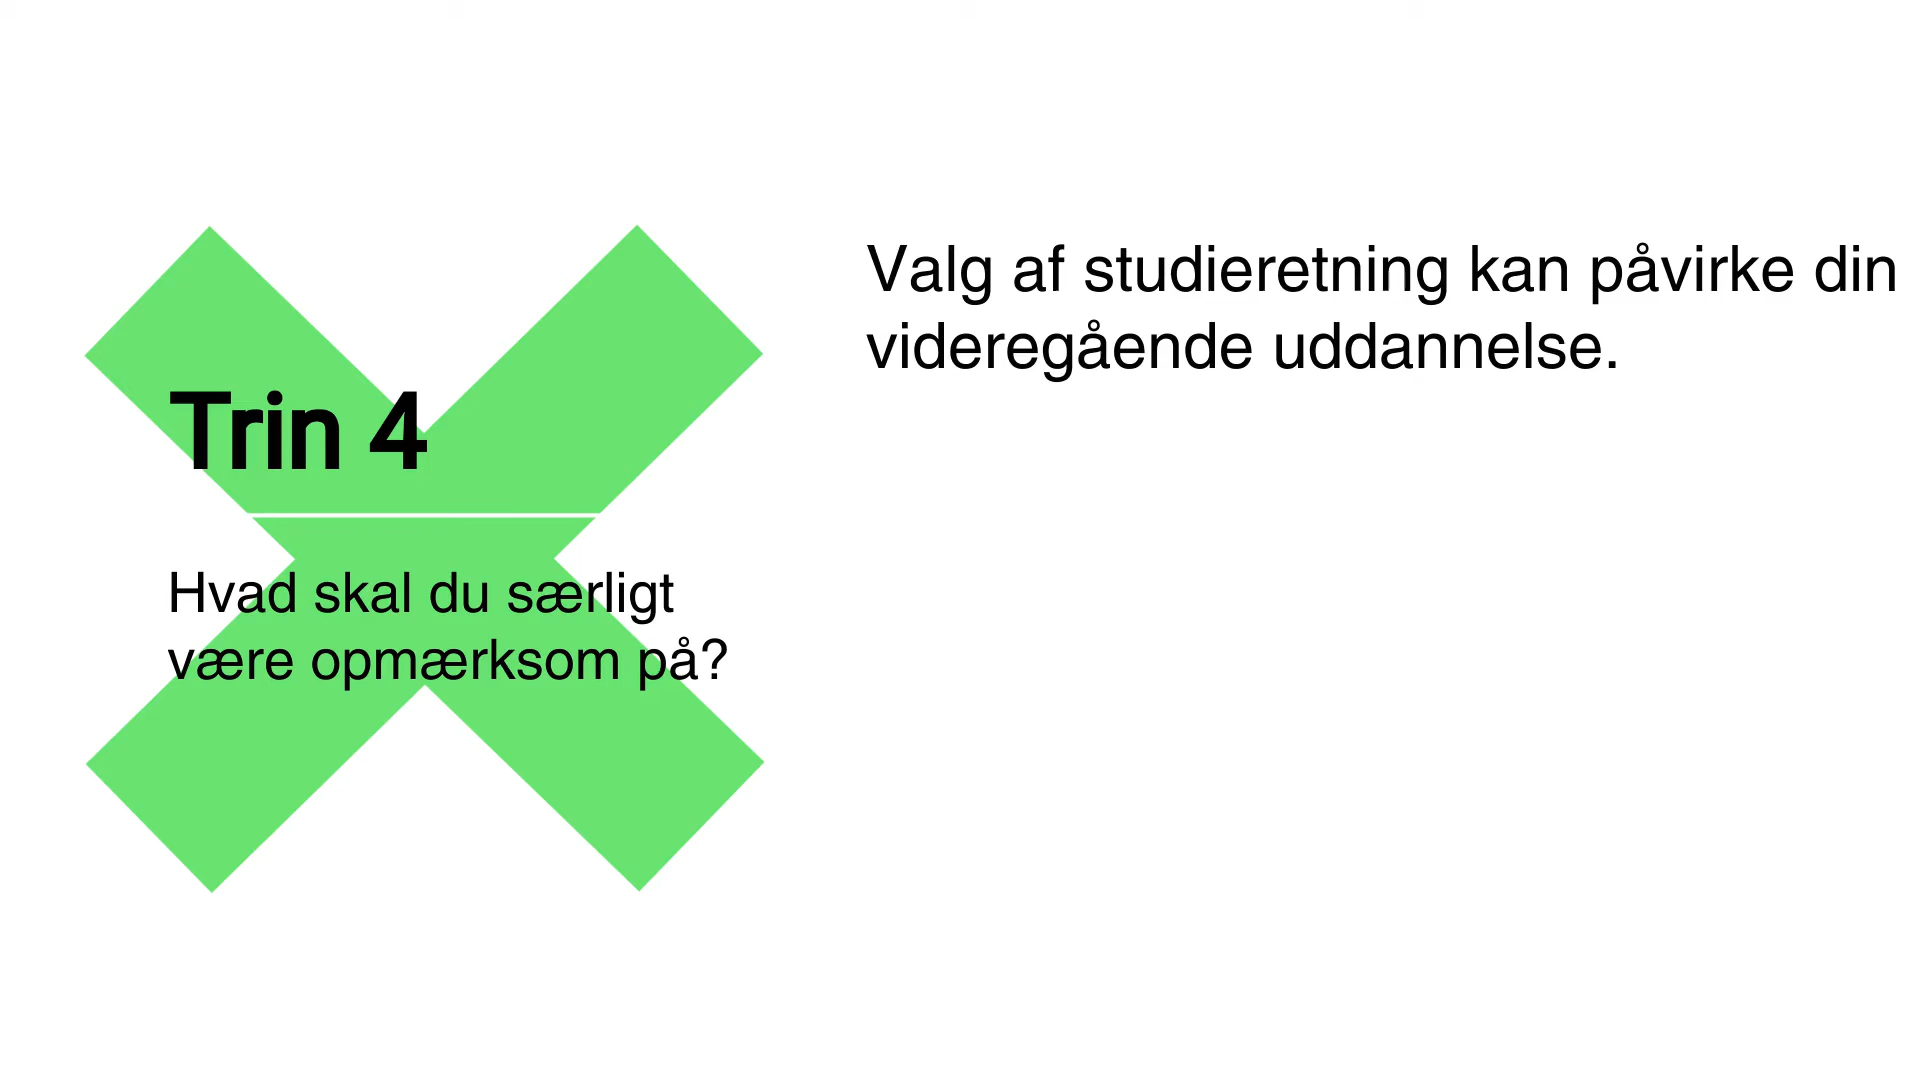 Trin 4
Hvad skal du særligt
være opmærksom på?
Valg af studieretning kan påvirke din
videregående uddannelse.